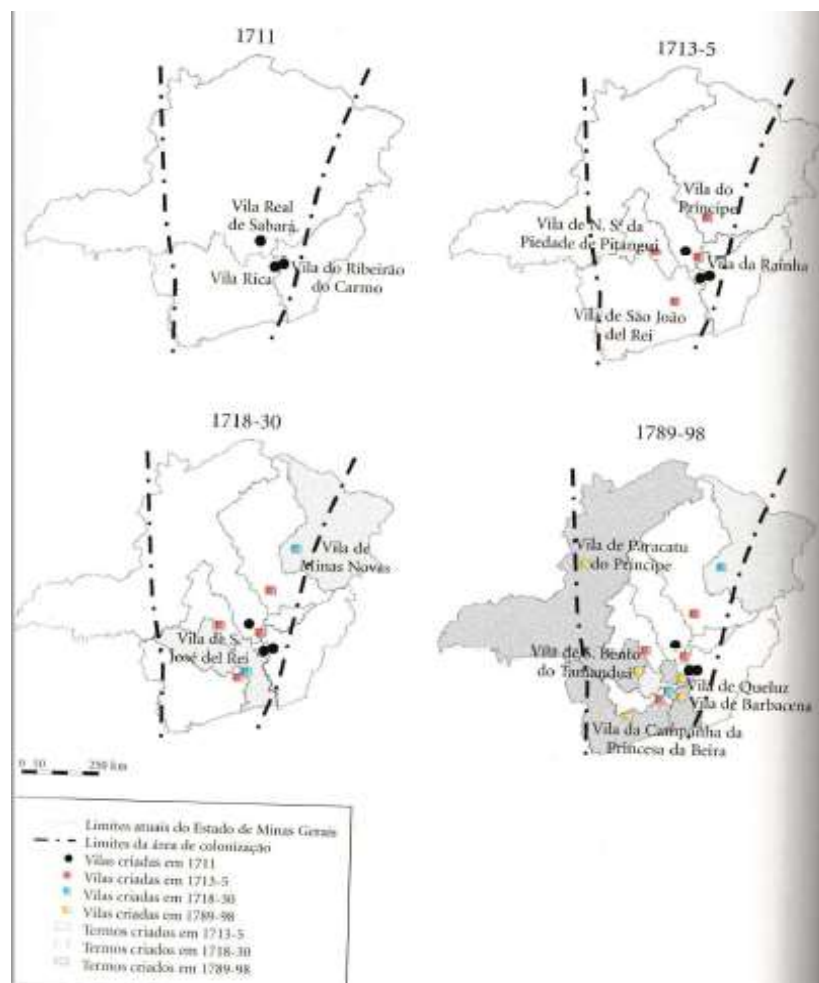 1711
Vila Real
de Sabará
Vila Rica
Vila do Ribeirão
do Carmo
1713-5
Vila do
Príncipe
Vila de N. Sª da
Piedade de Pitangui
Vila da Rainha
Vila de São João
del Rei
1718-30
Vila de
Minas Novas
Vila de S.
José del Rei
1789-98
Vila de Paracatu
do Príncipe
Vila de S. Bento
do Tamanduá
Vila de Queluz
Vila de Barbacena
Vila da Campanha da
Princesa da Beira
0 50 250 km
Limites atuais do Estado de Minas Gerais
Limites da área de colonização
Vilas criadas em 1711
Vilas criadas em 1713-5
Vilas criadas em 1718-30
Vilas criadas em 1789-98
Termos criados em 1713-5
Termos criados em 1718-30
Termos criados em 1789-98